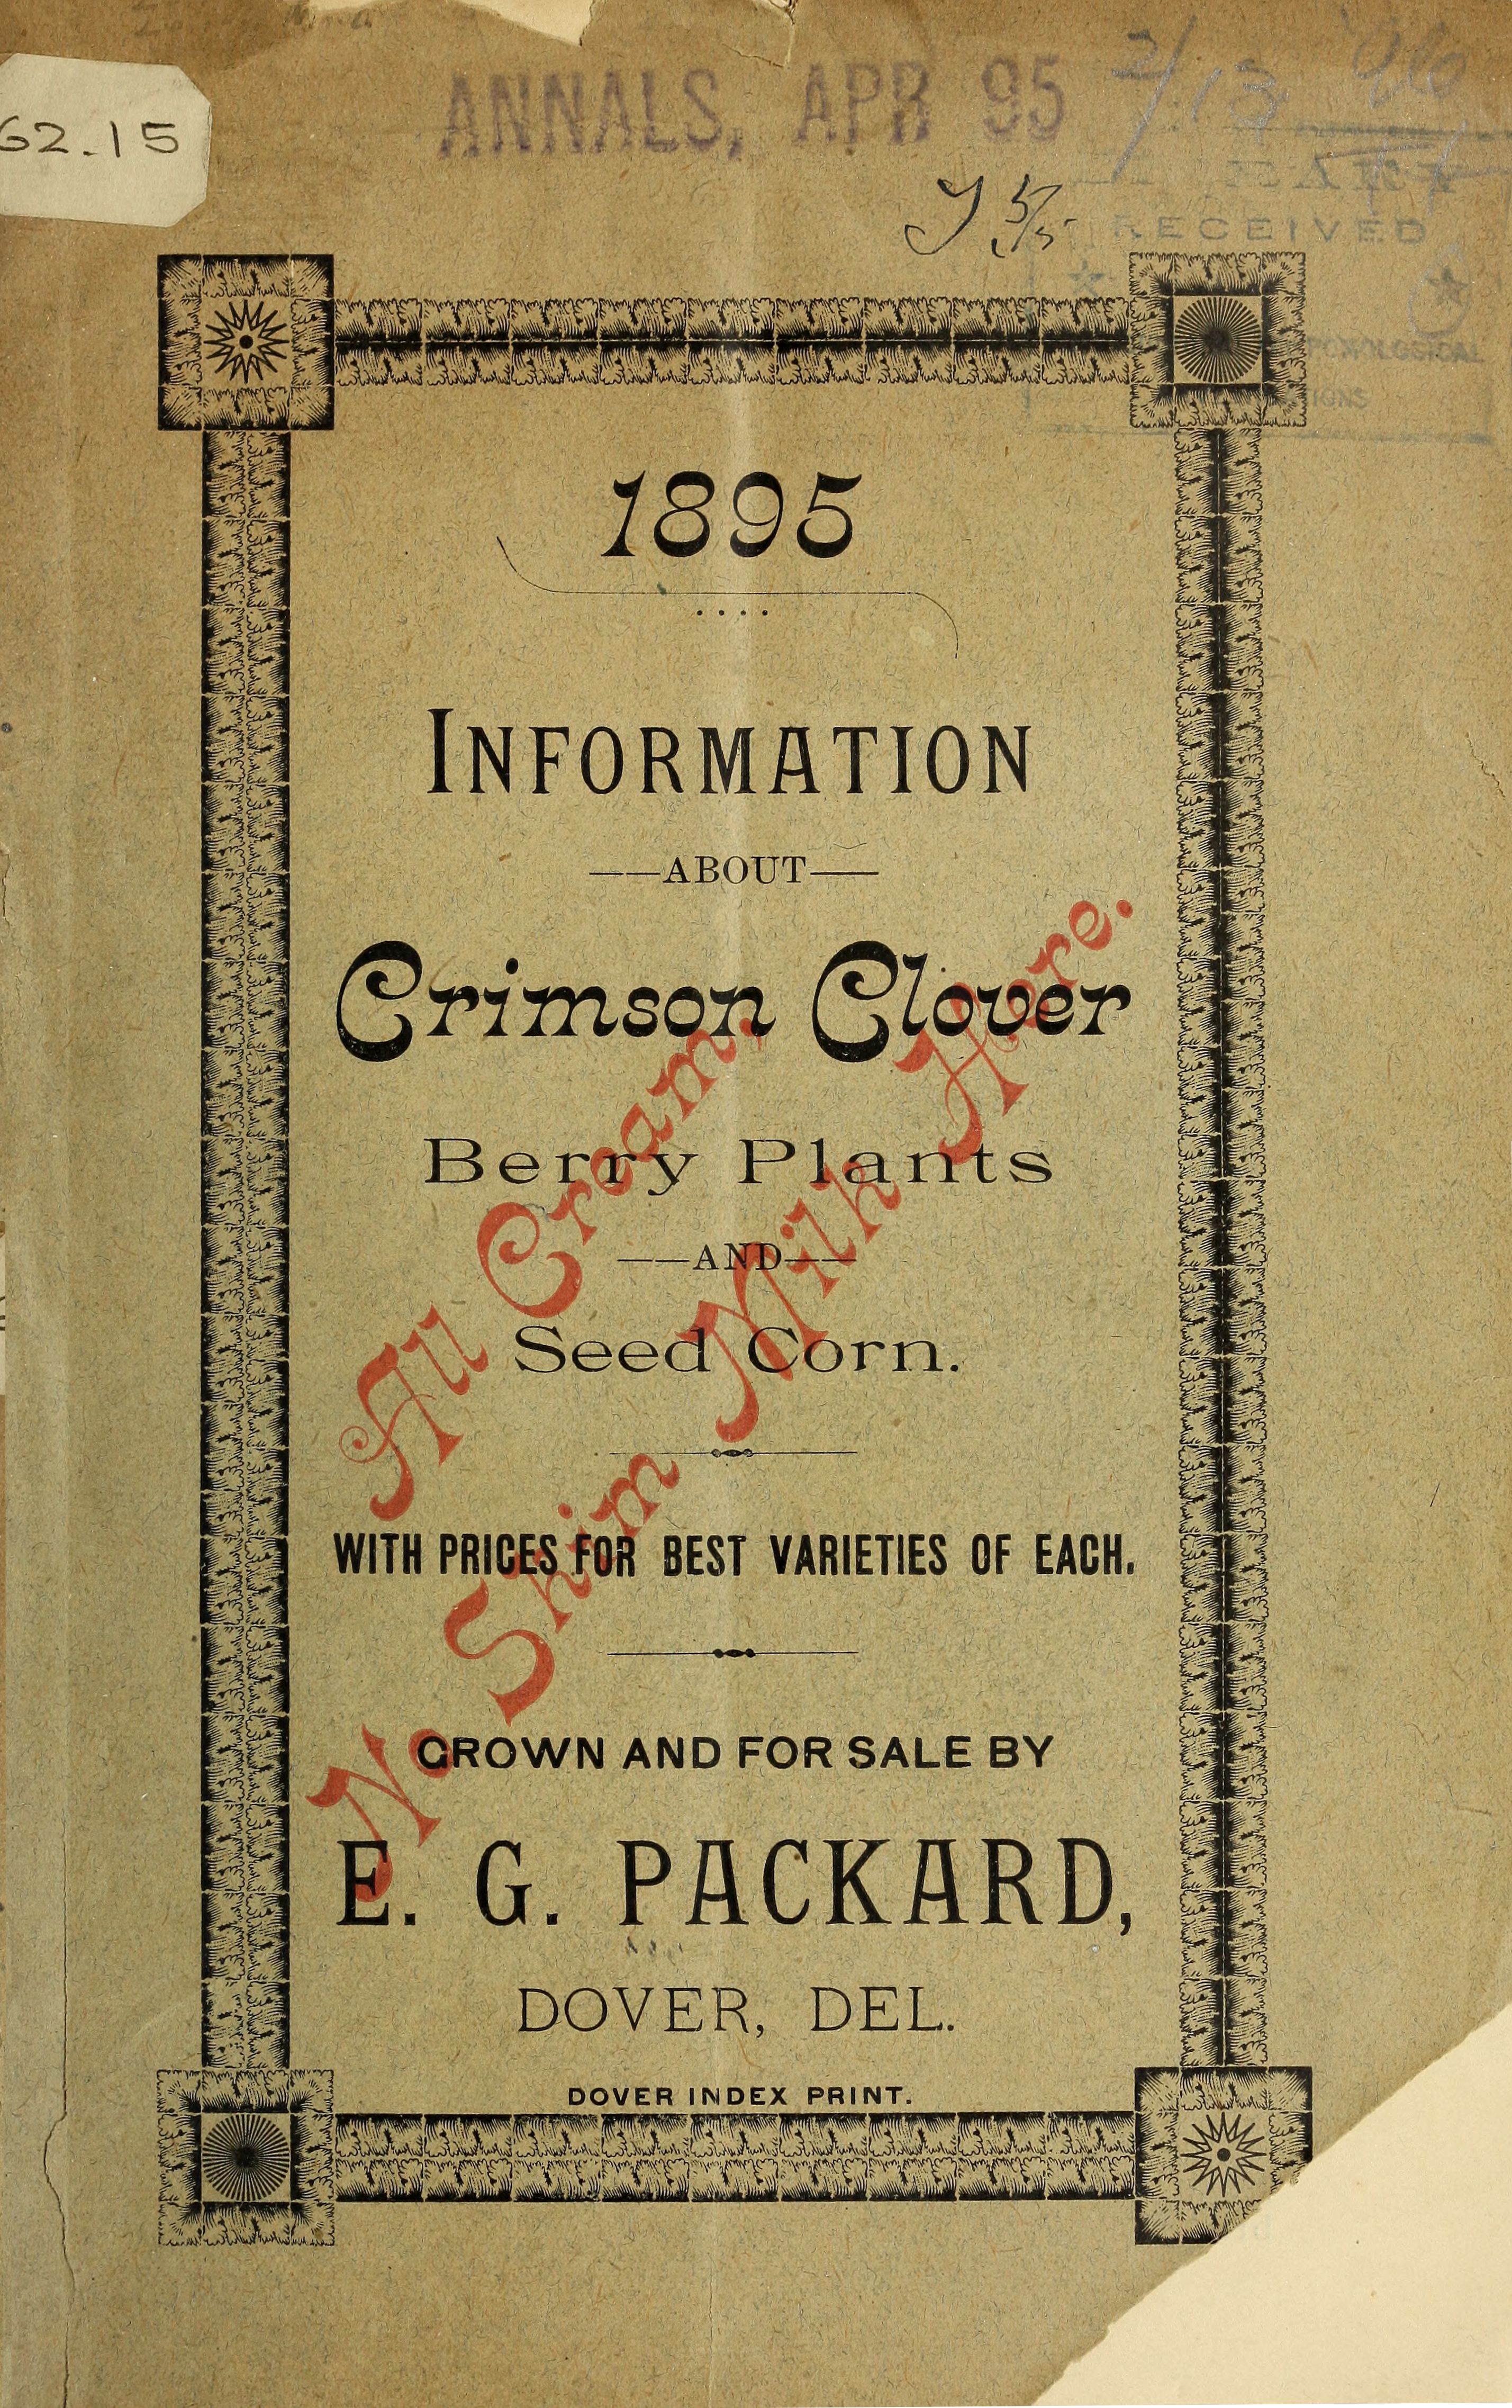 62.15
ANNALS, APR 95
2/13
RECEIVED
1895
INFORMATION
——ABOUT——
Crimson Clover
Berry Plants
——AND——
Seed Corn.
All Cream.
No Skim Milk Here.
WITH PRICES FOR BEST VARIETIES OF EACH.
GROWN AND FOR SALE BY
E. G. PACKARD,
DOVER, DEL.
DOVER INDEX PRINT.